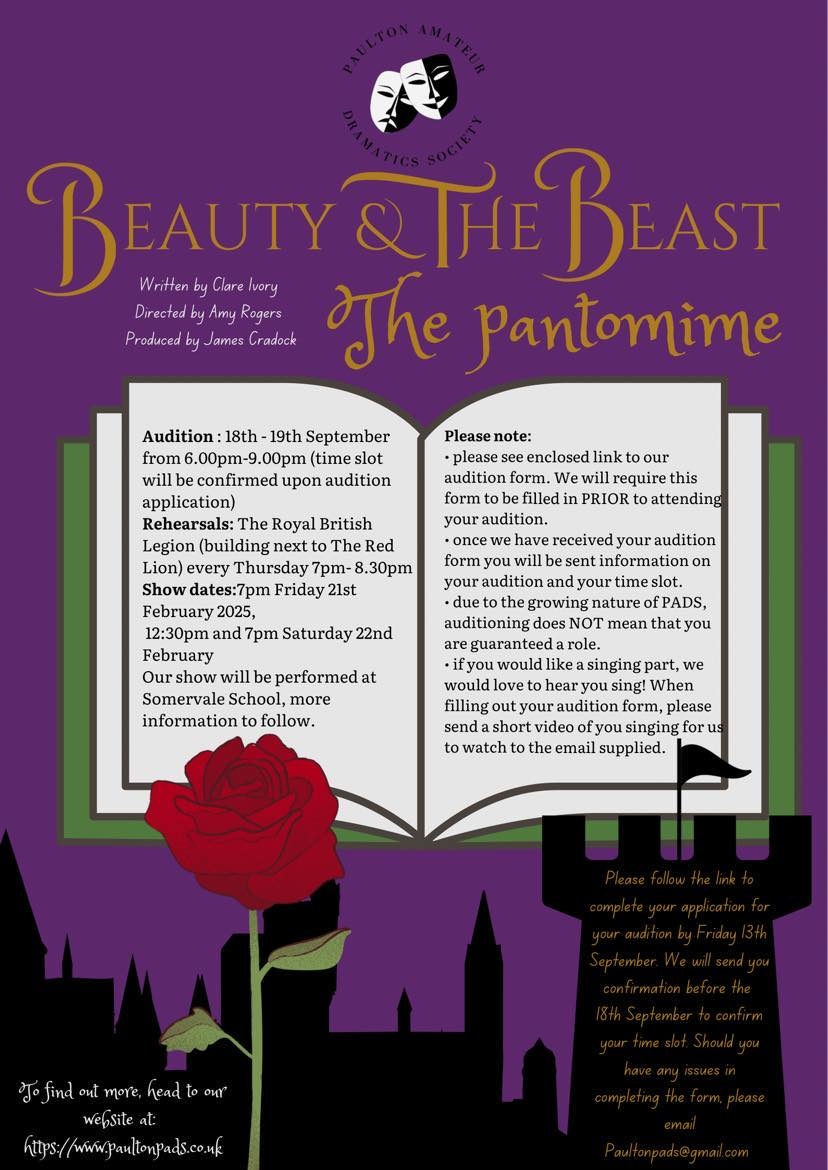 PAULTON AMATEUR
DRAMATICS SOCIETY
BEAUTY & THE BEAST
The pantomime
Written by Clare Ivory
Directed by Amy Rogers
Produced by James Cradock
Audition : 18th - 19th September
from 6.00pm-9.00pm (time slot
will be confirmed upon audition
application)
Rehearsals: The Royal British
Legion (building next to The Red
Lion) every Thursday 7pm- 8.30pm
Show dates:7pm Friday 21st
February 2025,
12:30pm and 7pm Saturday 22nd
February
Our show will be performed at
Somervale School, more
information to follow.
Please note:
• please see enclosed link to our
audition form. We will require this
form to be filled in PRIOR to attending
your audition.
• once we have received your audition
form you will be sent information on
your audition and your time slot.
• due to the growing nature of PADS,
auditioning does NOT mean that you
are guaranteed a role.
• if you would like a singing part, we
would love to hear you sing! When
filling out your audition form, please
send a short video of you singing for us
to watch to the email supplied.
Please follow the link to
complete your application for
your audition by Friday 13th
September. We will send you
confirmation before the
18th September to confirm
your time slot. Should you
have any issues in
completing the form, please
email
Paultonpads@gmail.com
To find out more, head to our
website at:
https://www.paultonpads.co.uk